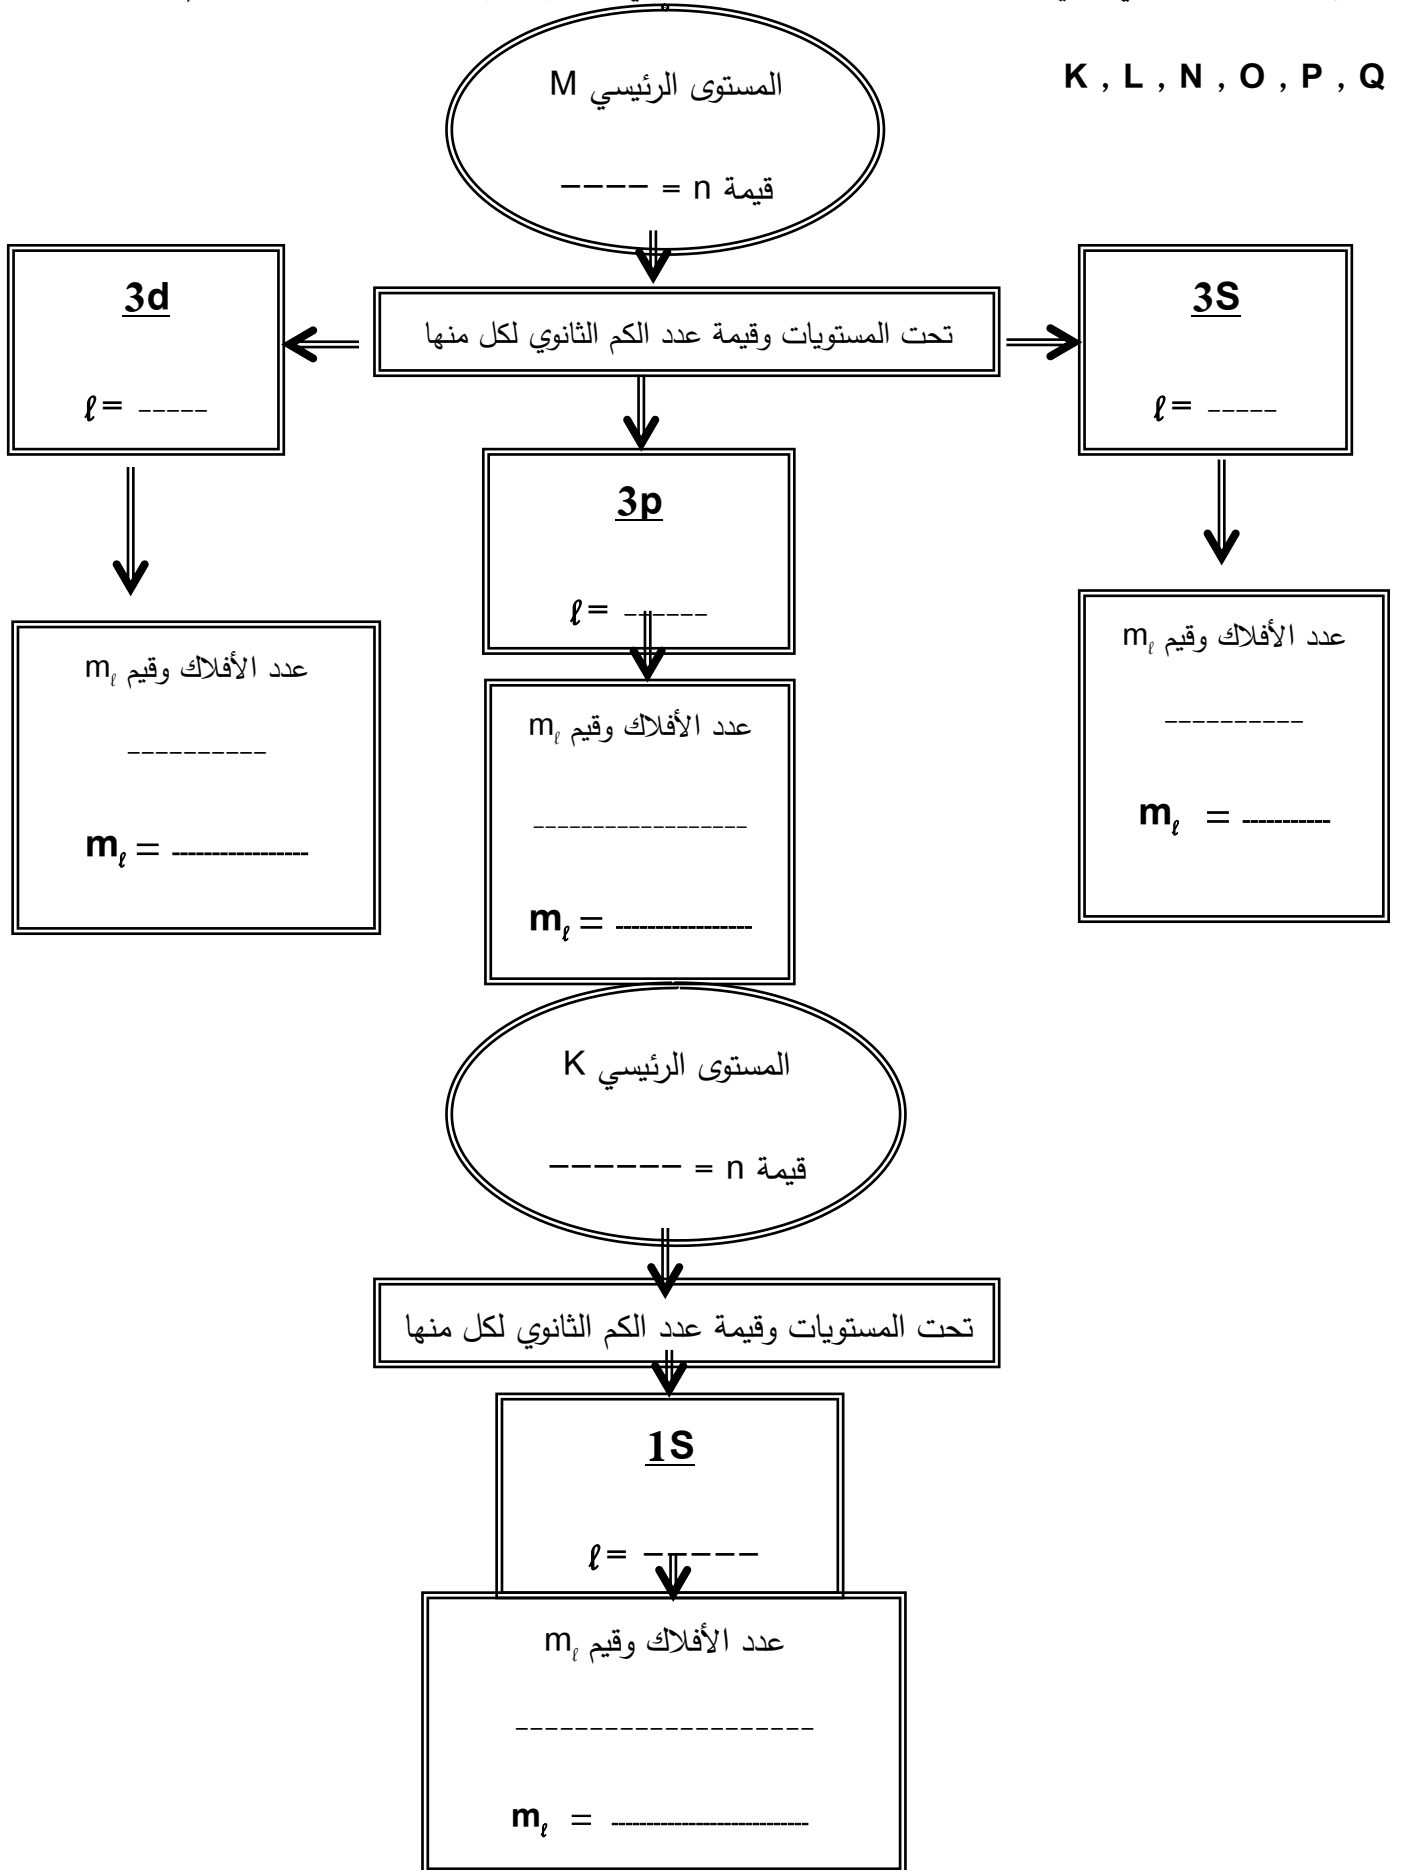 K , L , N , O , P , Q
المستوى الرئيسي M
قيمة n = ----
تحت المستويات وقيمة عدد الكم الثانوي لكل منها
3S
ℓ = -----
3d
ℓ = -----
3p
ℓ = ------
عدد الأفلاك وقيم mℓ
----------
mℓ = -----------
عدد الأفلاك وقيم mℓ
------------------
mℓ = -----------------
عدد الأفلاك وقيم mℓ
----------
mℓ = -----------------
المستوى الرئيسي K
قيمة n = ------
تحت المستويات وقيمة عدد الكم الثانوي لكل منها
1S
ℓ = -----
عدد الأفلاك وقيم mℓ
--------------------
mℓ = ----------------------------